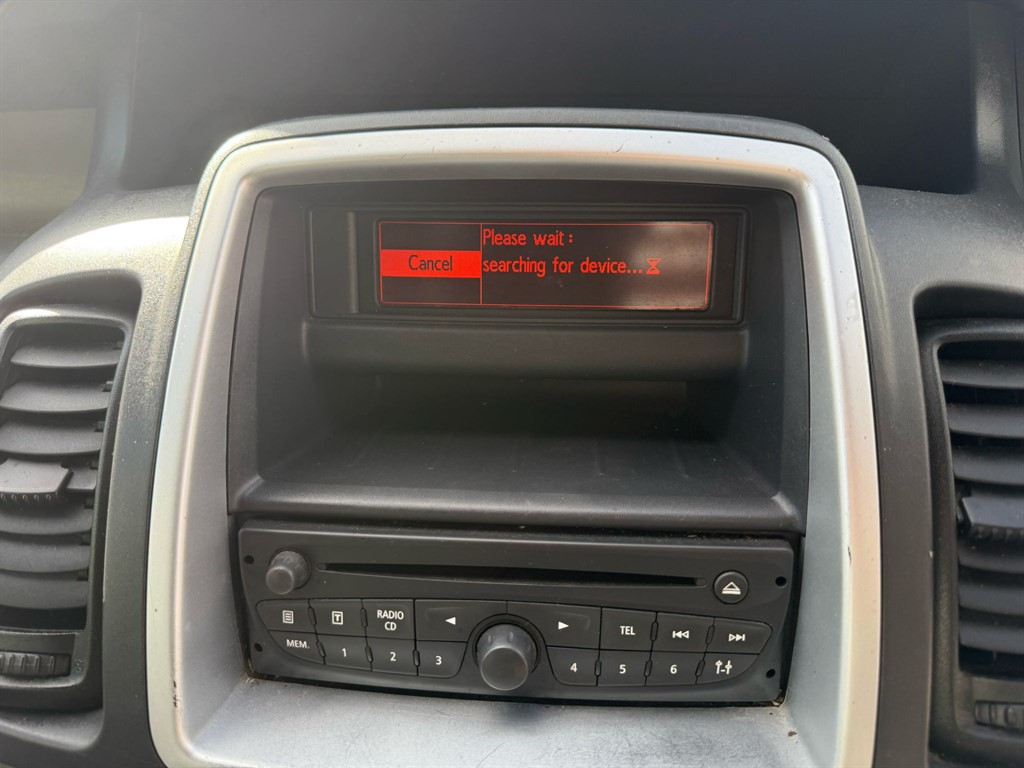 Please wait :
Cancel searching for device...
RADIO
CD
TEL
MEM. 1 2 3 4 5 6
T